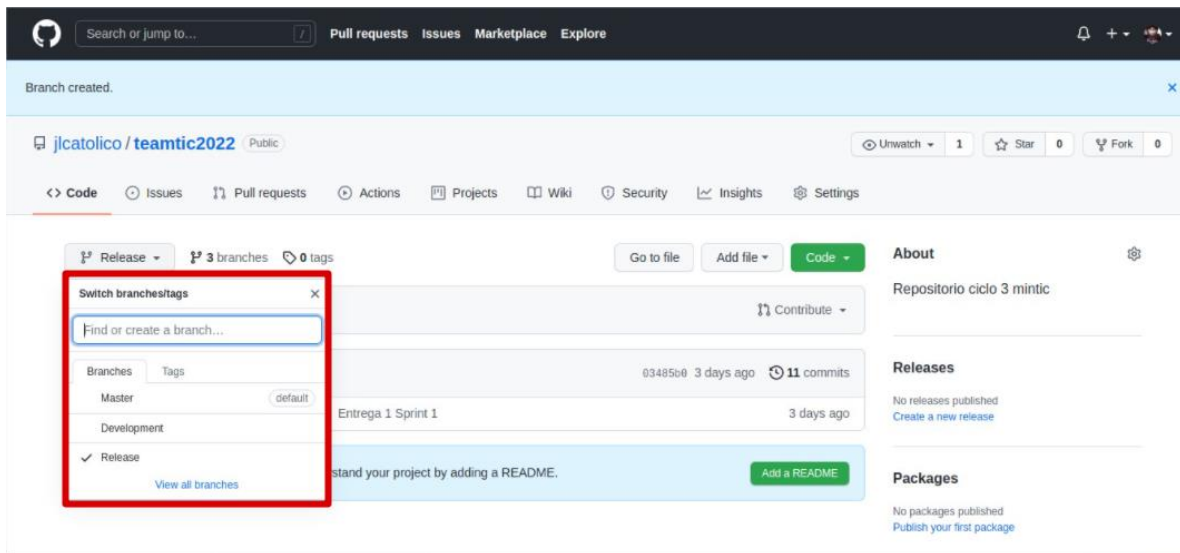 Search or jump to... /
Pull requests Issues Marketplace Explore
Branch created.
jlcatolico / teamtic2022 Public
Unwatch 1 Star 0 Fork 0
Code Issues Pull requests Actions Projects Wiki Security Insights Settings
Release 3 branches 0 tags
Go to file Add file Code
Switch branches/tags
Find or create a branch...
Branches Tags
Master default
Development
Release
View all branches
Contribute
03485b0 3 days ago 11 commits
Entrega 1 Sprint 1 3 days ago
stand your project by adding a README. Add a README
About
Repositorio ciclo 3 mintic
Releases
No releases published
Create a new release
Packages
No packages published
Publish your first package